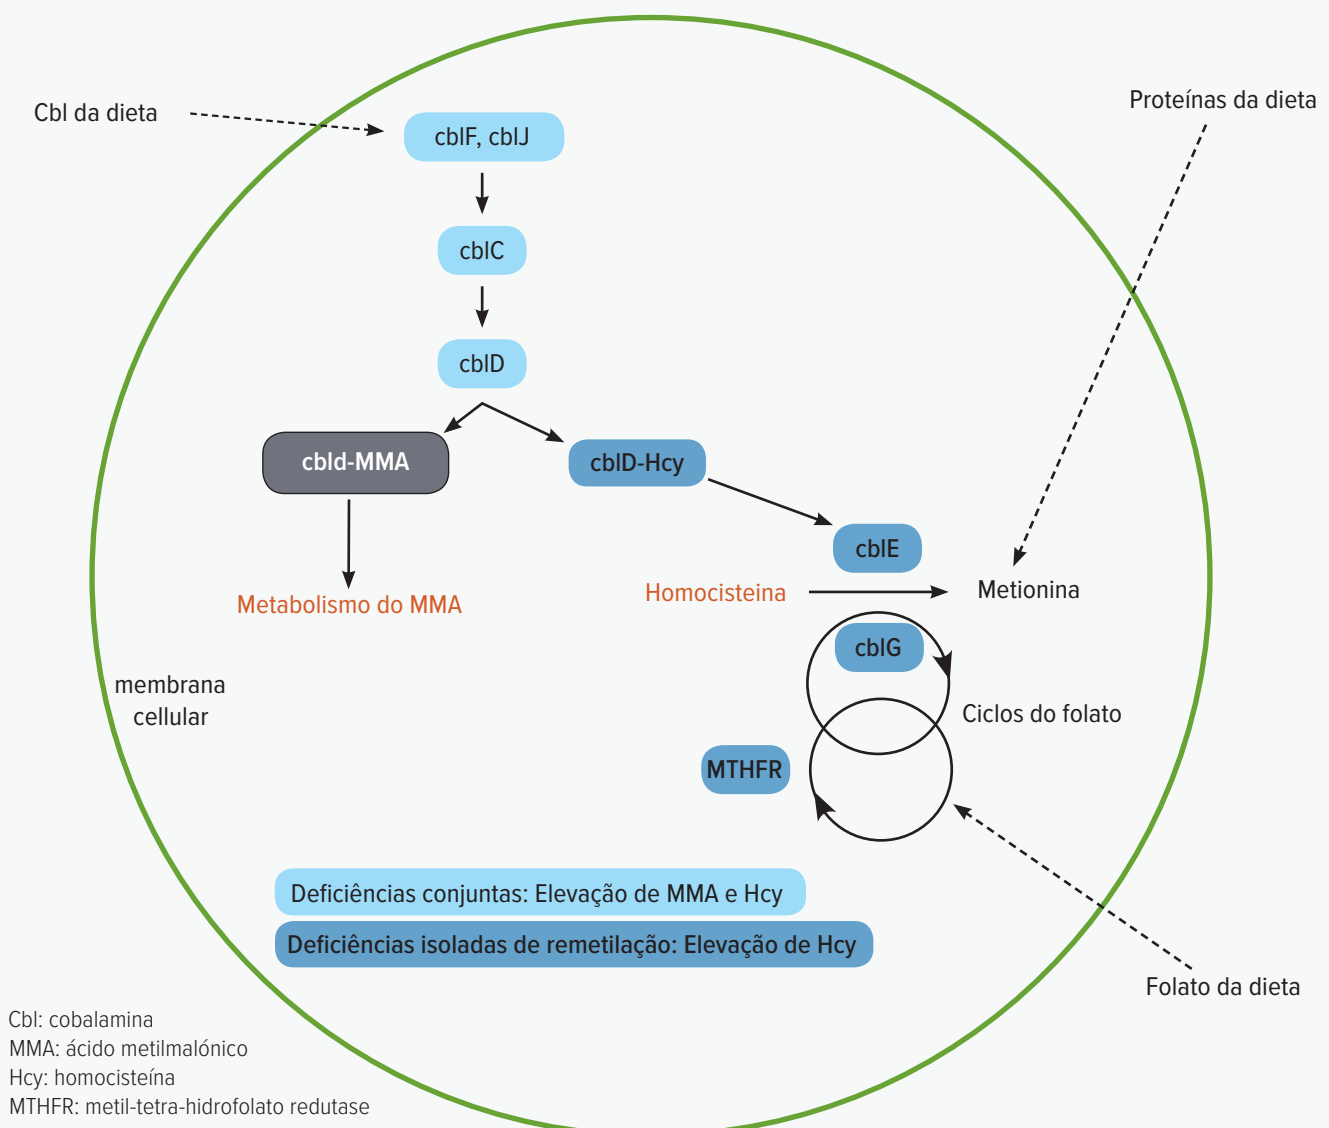 Cbl da dieta
Proteínas da dieta
cblF, cblJ
cblC
cblD
cbld-MMA
cblD-Hcy
cblE
Homocisteina
Metionina
Metabolismo do MMA
cblG
membrana
cellular
Ciclos do folato
MTHFR
Deficiências conjuntas: Elevação de MMA e Hcy
Deficiências isoladas de remetilação: Elevação de Hcy
Folato da dieta
Cbl: cobalamina
MMA: ácido metilmalónico
Hcy: homocisteína
MTHFR: metil-tetra-hidrofolato redutase